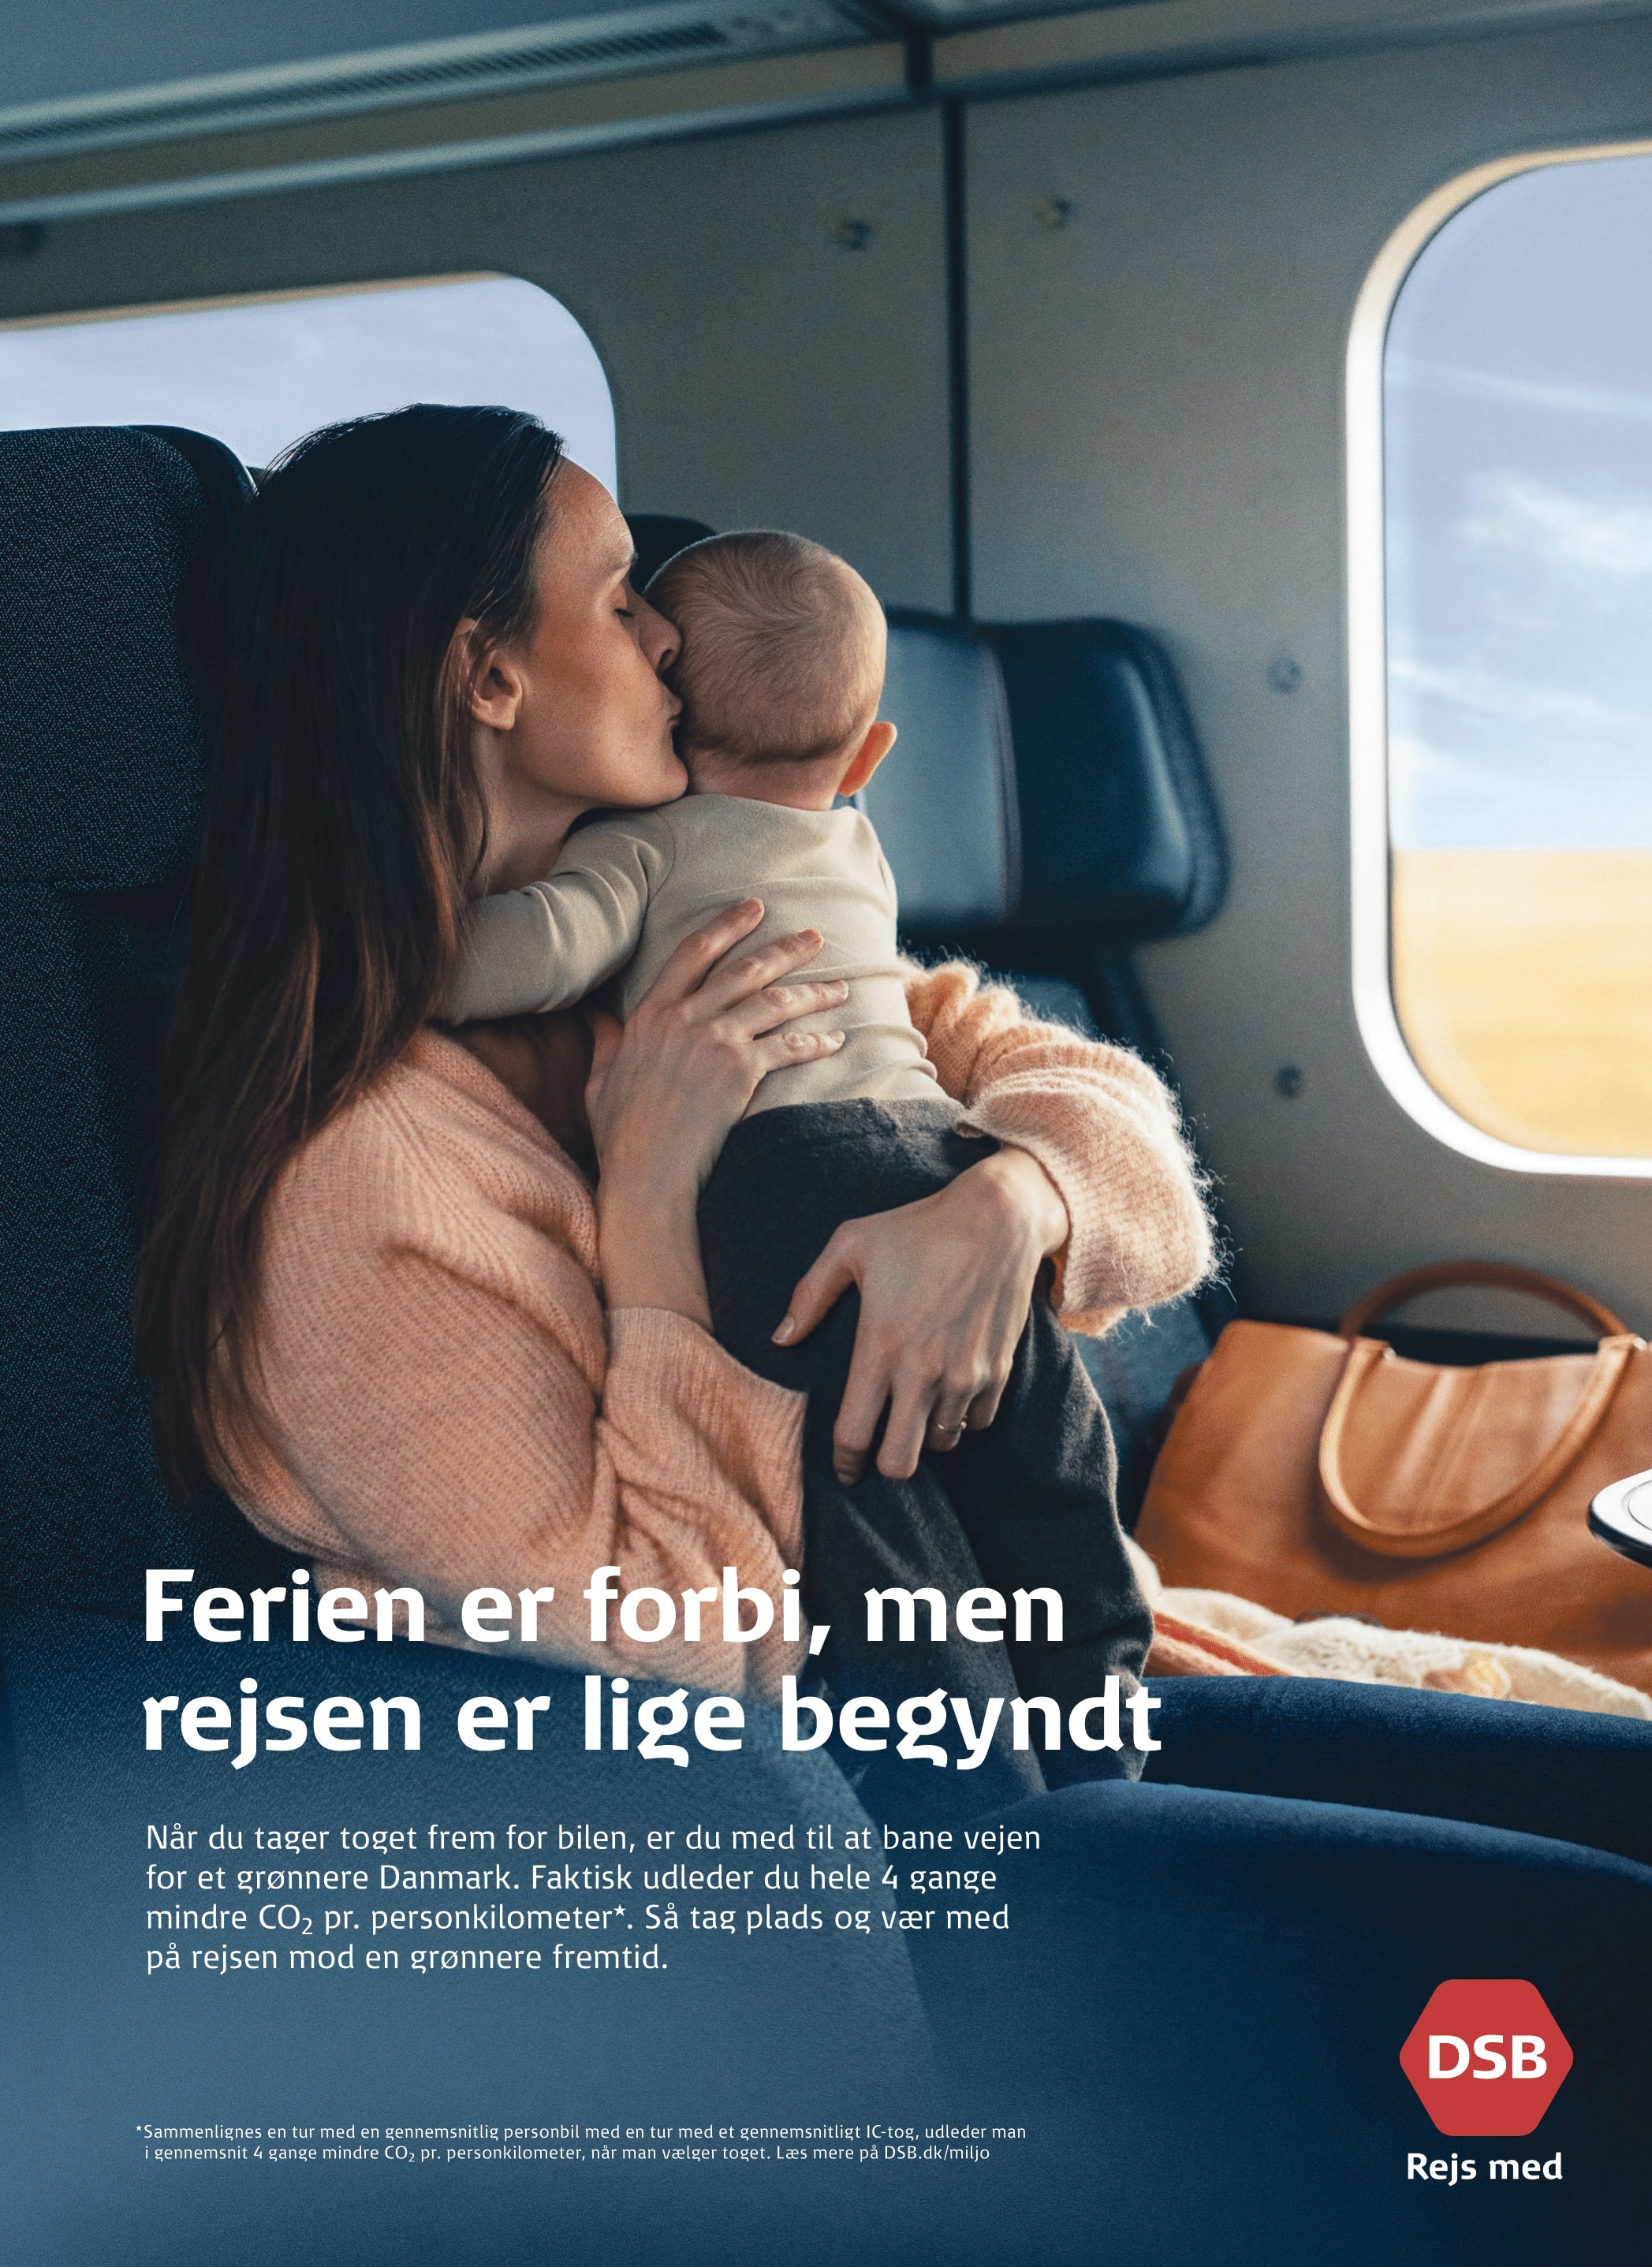 Ferien er forbi, men
rejsen er lige begyndt
Når du tager toget frem for bilen, er du med til at bane vejen
for et grønnere Danmark. Faktisk udleder du hele 4 gange
mindre CO₂ pr. personkilometer*. Så tag plads og vær med
på rejsen mod en grønnere fremtid.
*Sammenlignes en tur med en gennemsnitlig personbil med en tur med et gennemsnitligt IC-tog, udleder man
i gennemsnit 4 gange mindre CO₂ pr. personkilometer, når man vælger toget. Læs mere på DSB.dk/miljo
DSB
Rejs med